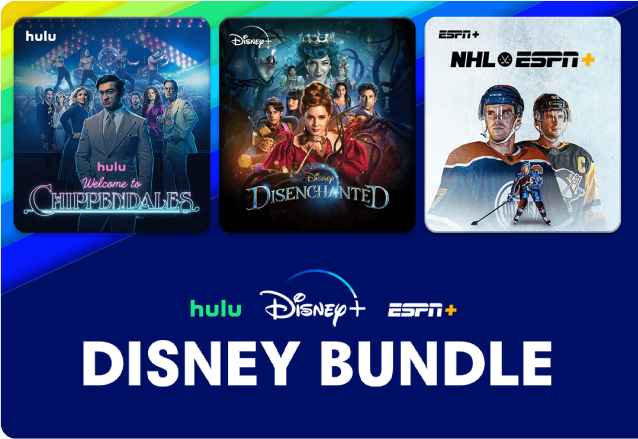 hulu
hulu
Welcome to
CHIPPENDALES
Disney+
Disney
DISENCHANTED
ESPN+
NHL ESPN+
C
hulu Disney+ ESPN+
DISNEY BUNDLE